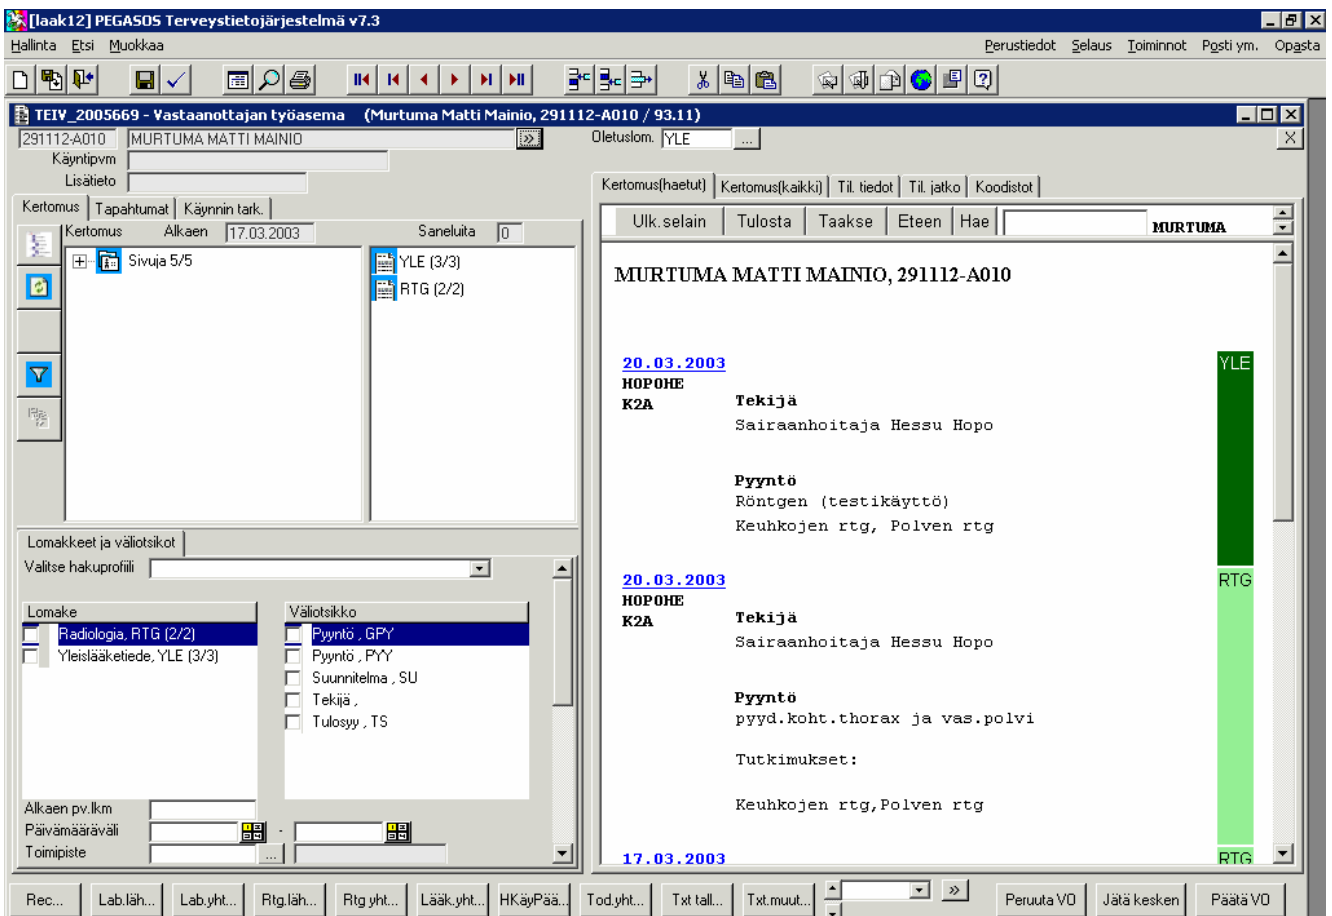 [laak12] PEGASOS Terveystietojärjestelmä v7.3
Hallinta Etsi Muokkaa Perustiedot Selaus Toiminnot Posti ym. Opasta
TEIV_2005669 - Vastaanottajan työasema (Murtuma Matti Mainio, 291112-A010 / 93.11)
291112-A010 MURTUMA MATTI MAINIO >> Oletuslom. YLE ... X
Käyntipvm
Lisätieto
Kertomus Tapahtumat Käynnin tark.
Kertomus Alkaen 17.03.2003 Saneluita 0
Sivuja 5/5
YLE (3/3)
RTG (2/2)
Lomakkeet ja väliotsikot
Valitse hakuprofiili
Lomake Väliotsikko
Radiologia, RTG (2/2) Pyyntö , GPY
Yleislääketiede, YLE (3/3) Pyyntö , PYY
Suunnitelma , SU
Tekijä ,
Tulosyy , TS
Alkaen pv.lkm
Päivämääräväli -
Toimipiste ...
Kertomus(haetut) Kertomus(kaikki) Til. tiedot Til. jatko Koodistot
Ulk.selain Tulosta Taakse Eteen Hae MURTUMA
MURTUMA MATTI MAINIO, 291112-A010
20.03.2003 YLE
HOPOHE
K2A Tekijä
Sairaanhoitaja Hessu Hopo
Pyyntö
Röntgen (testikäyttö)
Keuhkojen rtg, Polven rtg
20.03.2003 RTG
HOPOHE
K2A Tekijä
Sairaanhoitaja Hessu Hopo
Pyyntö
pyyd.koht.thorax ja vas.polvi
Tutkimukset:
Keuhkojen rtg,Polven rtg
17.03.2003 RTG
Rec... Lab.läh... Lab.yht... Rtg.läh... Rtg yht... Lääk.yht... HKäyPää... Tod.yht... Txt tall... Txt.muut... >> Peruuta VO Jätä kesken Päätä VO